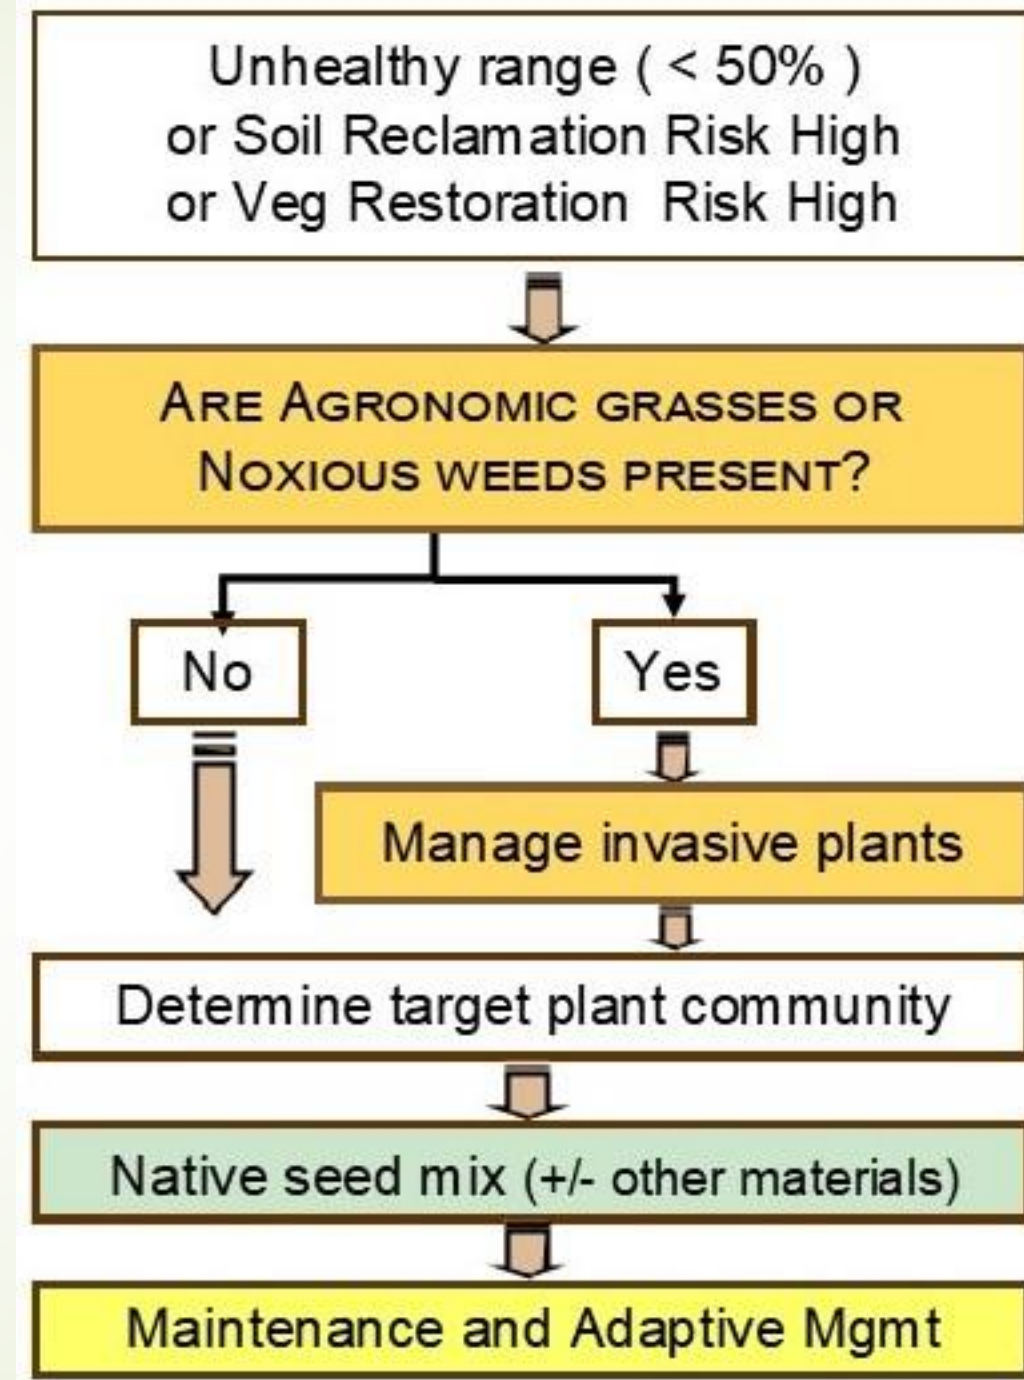 Unhealthy range ( < 50% )
or Soil Reclamation Risk High
or Veg Restoration Risk High
ARE AGRONOMIC GRASSES OR
NOXIOUS WEEDS PRESENT?
No
Yes
Manage invasive plants
Determine target plant community
Native seed mix (+/- other materials)
Maintenance and Adaptive Mgmt